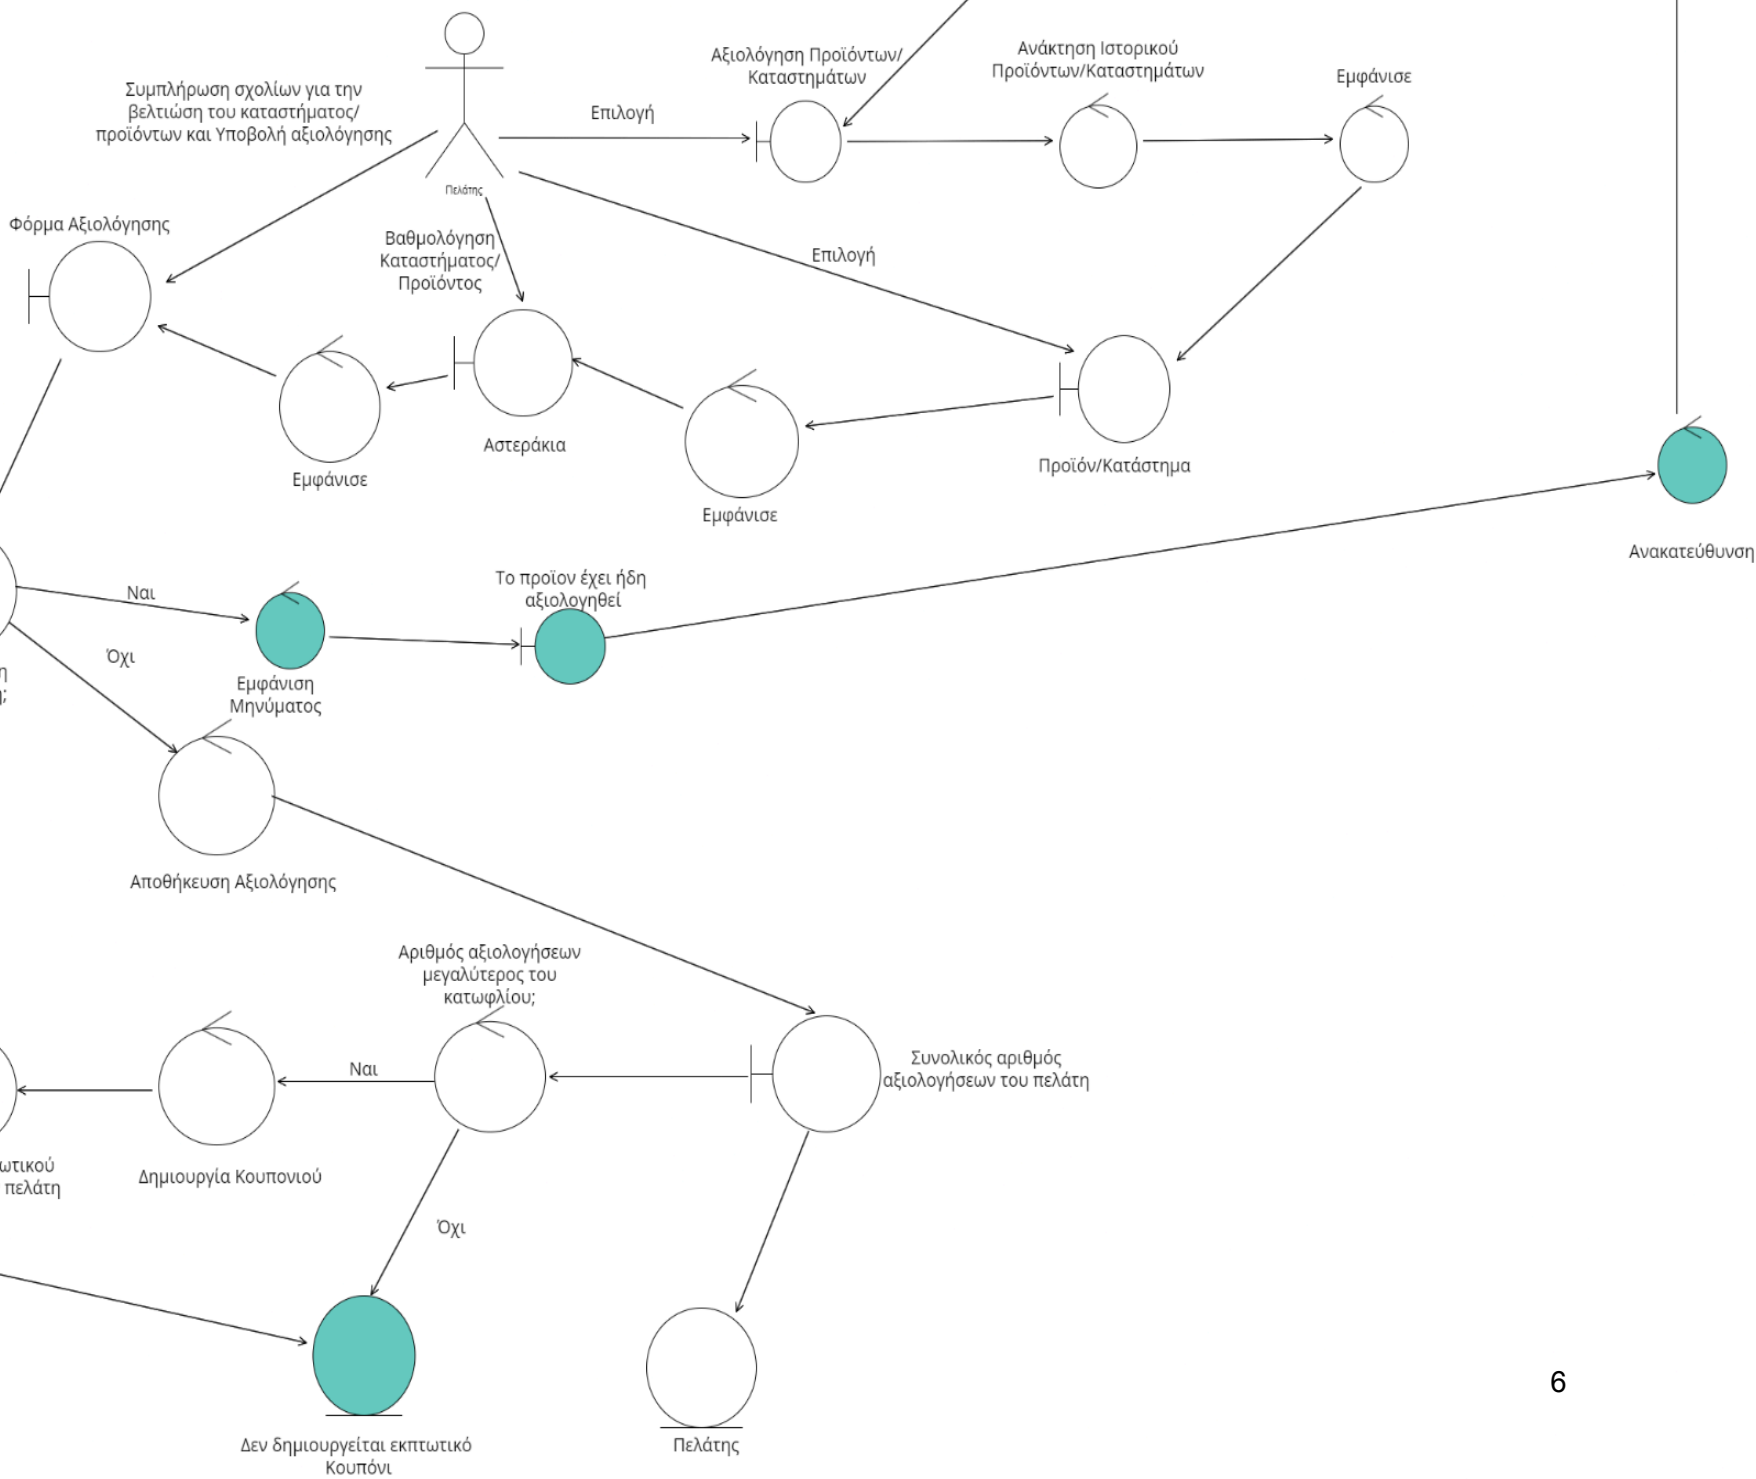 Αξιολόγηση Προϊόντων/
Καταστημάτων
Ανάκτηση Ιστορικού
Προϊόντων/Καταστημάτων
Εμφάνισε
Συμπλήρωση σχολίων για την
βελτιώση του καταστήματος/
προϊόντων και Υποβολή αξιολόγησης
Επιλογή
Πελάτης
Φόρμα Αξιολόγησης
Βαθμολόγηση
Καταστήματος/
Προϊόντος
Επιλογή
Αστεράκια
Εμφάνισε
Εμφάνισε
Προϊόν/Κατάστημα
Ανακατεύθυνση
Ναι
Το προϊον έχει ήδη
αξιολογηθεί
Όχι
η
;
Εμφάνιση
Μηνύματος
Αποθήκευση Αξιολόγησης
Αριθμός αξιολογήσεων
μεγαλύτερος του
κατωφλίου;
Ναι
Συνολικός αριθμός
αξιολογήσεων του πελάτη
ωτικού
πελάτη
Δημιουργία Κουπονιού
Όχι
6
Δεν δημιουργείται εκπτωτικό
Κουπόνι
Πελάτης